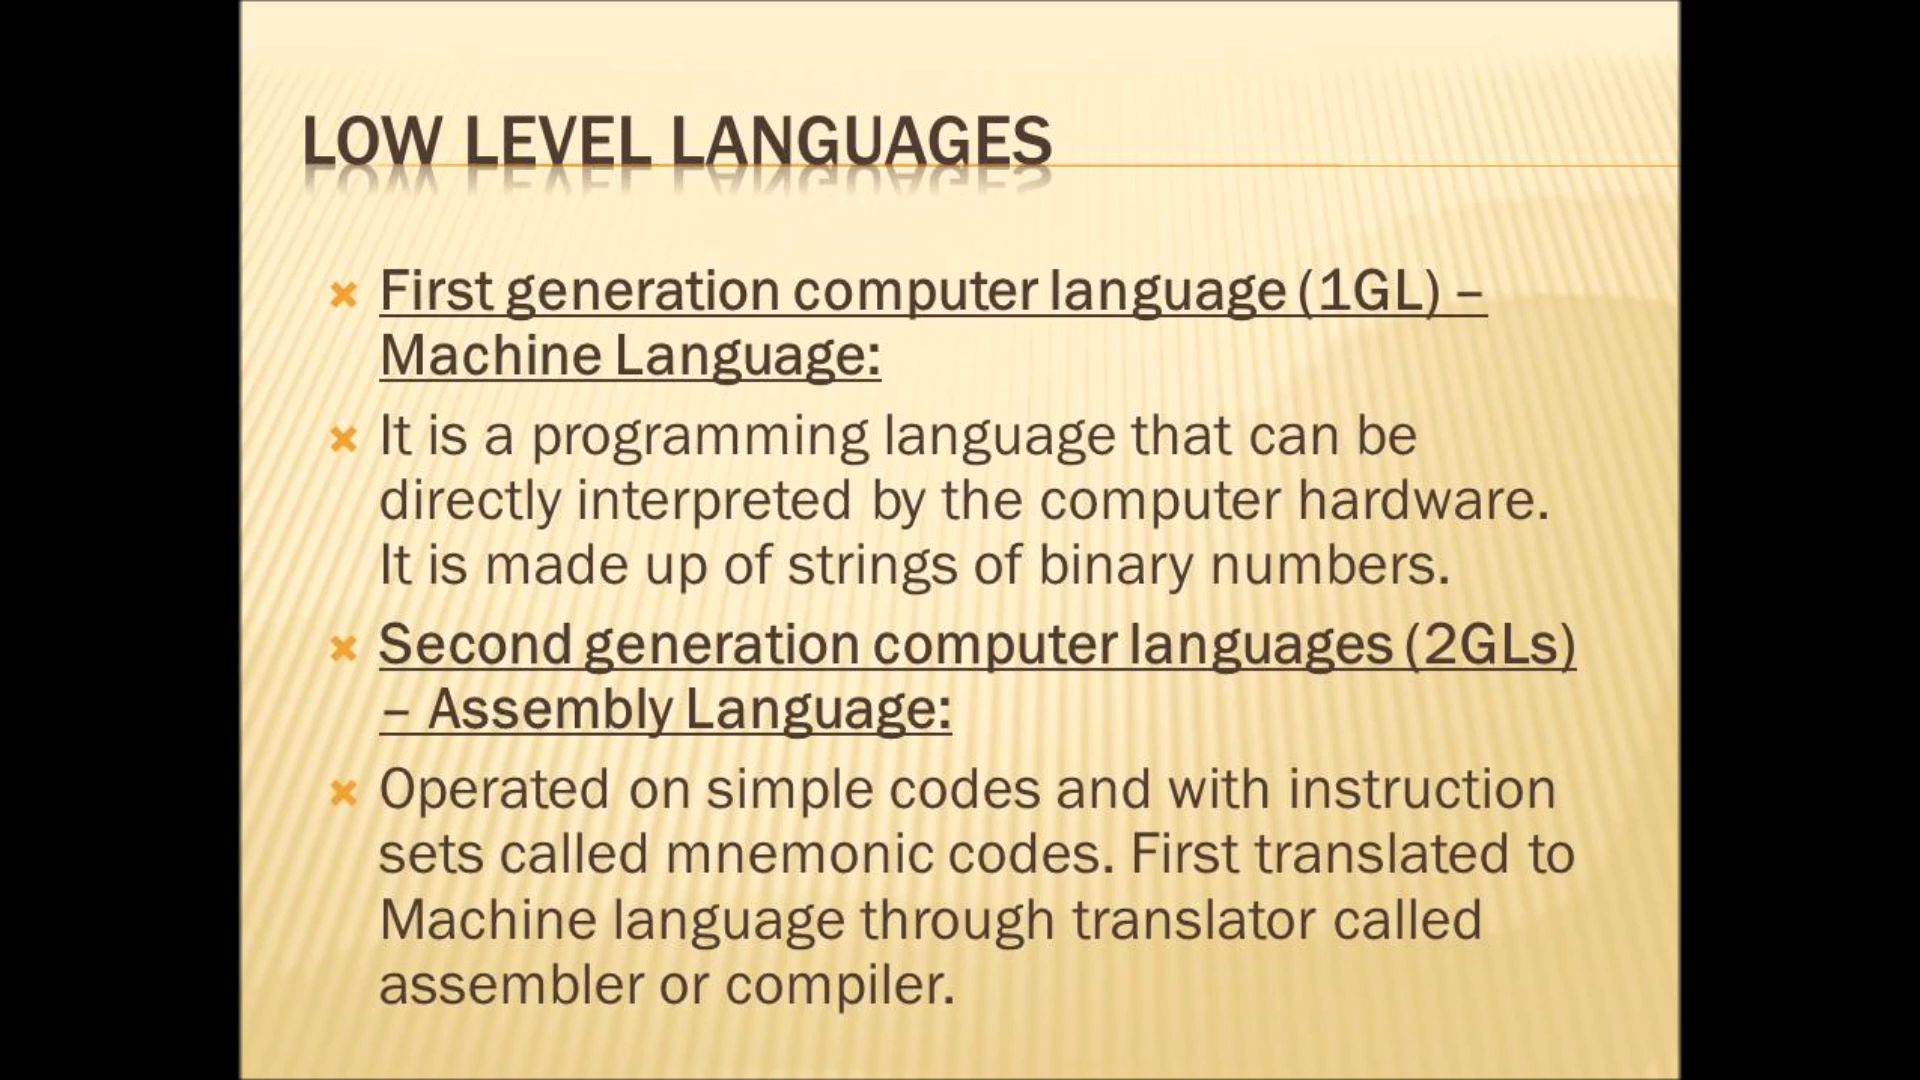 LOW LEVEL LANGUAGES
First generation computer language (1GL) –
Machine Language:
It is a programming language that can be
directly interpreted by the computer hardware.
It is made up of strings of binary numbers.
Second generation computer languages (2GLs)
– Assembly Language:
Operated on simple codes and with instruction
sets called mnemonic codes. First translated to
Machine language through translator called
assembler or compiler.